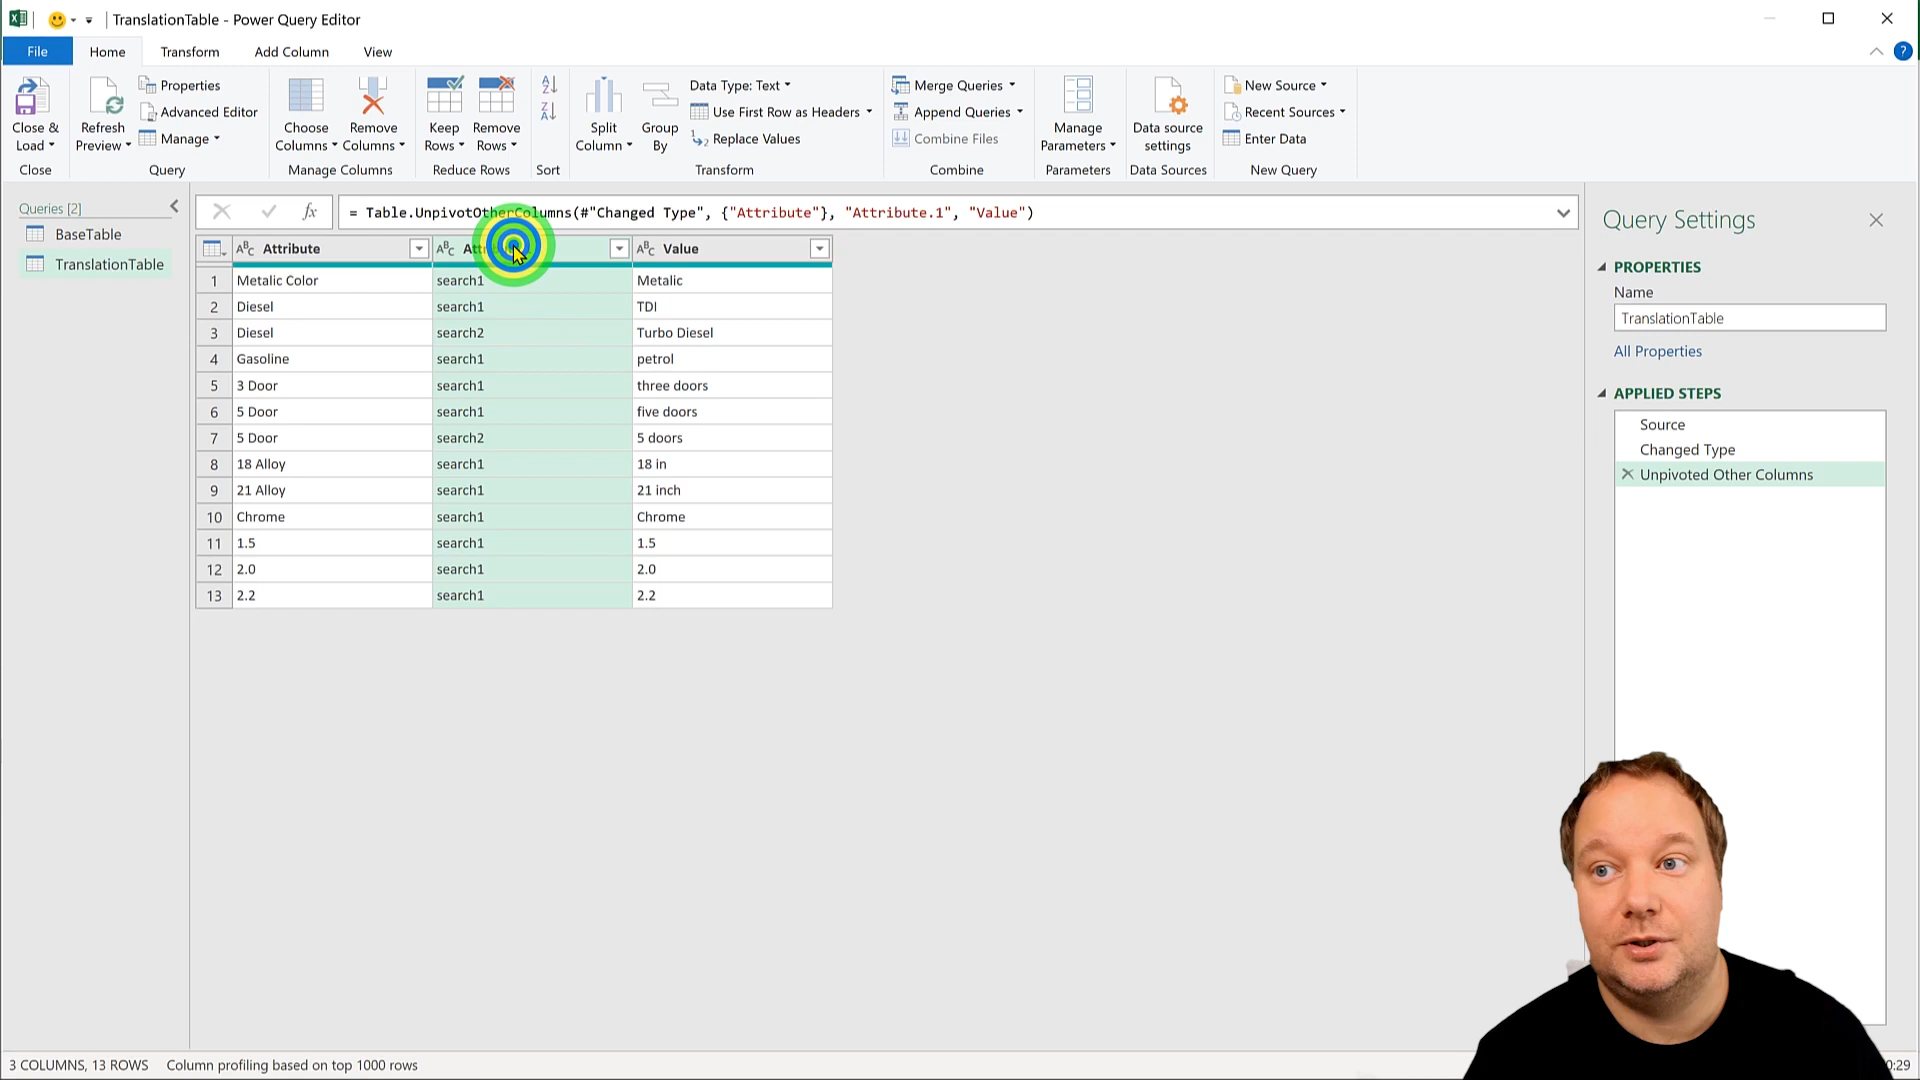 TranslationTable - Power Query Editor
File Home Transform Add Column View
Close & Load
Close
Refresh Preview
Properties
Advanced Editor
Manage
Query
Choose Columns
Remove Columns
Manage Columns
Keep Rows
Remove Rows
Reduce Rows
Sort
Split Column
Group By
Data Type: Text
Use First Row as Headers
Replace Values
Transform
Merge Queries
Append Queries
Combine Files
Combine
Manage Parameters
Parameters
Data source settings
Data Sources
New Source
Recent Sources
Enter Data
New Query
Queries [2]
BaseTable
TranslationTable
fx = Table.UnpivotOtherColumns(#"Changed Type", {"Attribute"}, "Attribute.1", "Value")
Attribute Value
1 Metalic Color search1 Metalic
2 Diesel search1 TDI
3 Diesel search2 Turbo Diesel
4 Gasoline search1 petrol
5 3 Door search1 three doors
6 5 Door search1 five doors
7 5 Door search2 5 doors
8 18 Alloy search1 18 in
9 21 Alloy search1 21 inch
10 Chrome search1 Chrome
11 1.5 search1 1.5
12 2.0 search1 2.0
13 2.2 search1 2.2
Query Settings
PROPERTIES
Name
TranslationTable
All Properties
APPLIED STEPS
Source
Changed Type
Unpivoted Other Columns
3 COLUMNS, 13 ROWS Column profiling based on top 1000 rows